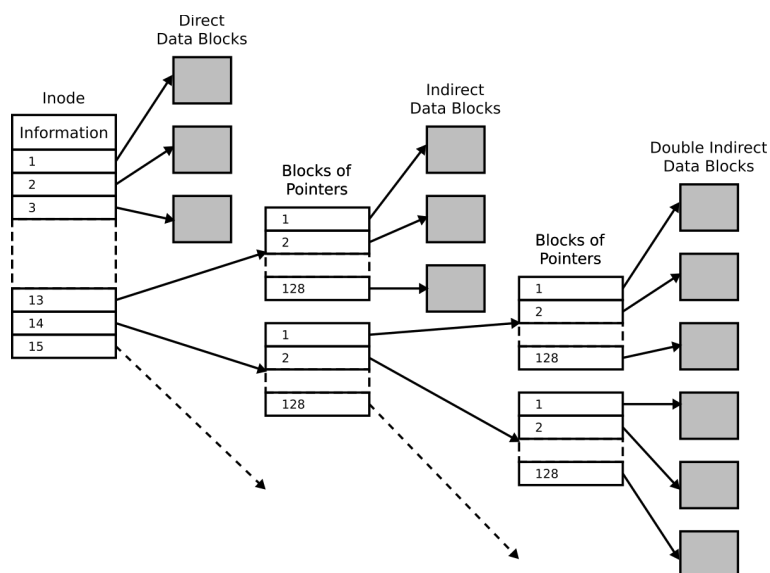 Direct
Data Blocks
Inode
Information
1
2
3
13
14
15
Indirect
Data Blocks
Blocks of
Pointers
1
2
128
1
2
128
Double Indirect
Data Blocks
Blocks of
Pointers
1
2
128
1
2
128